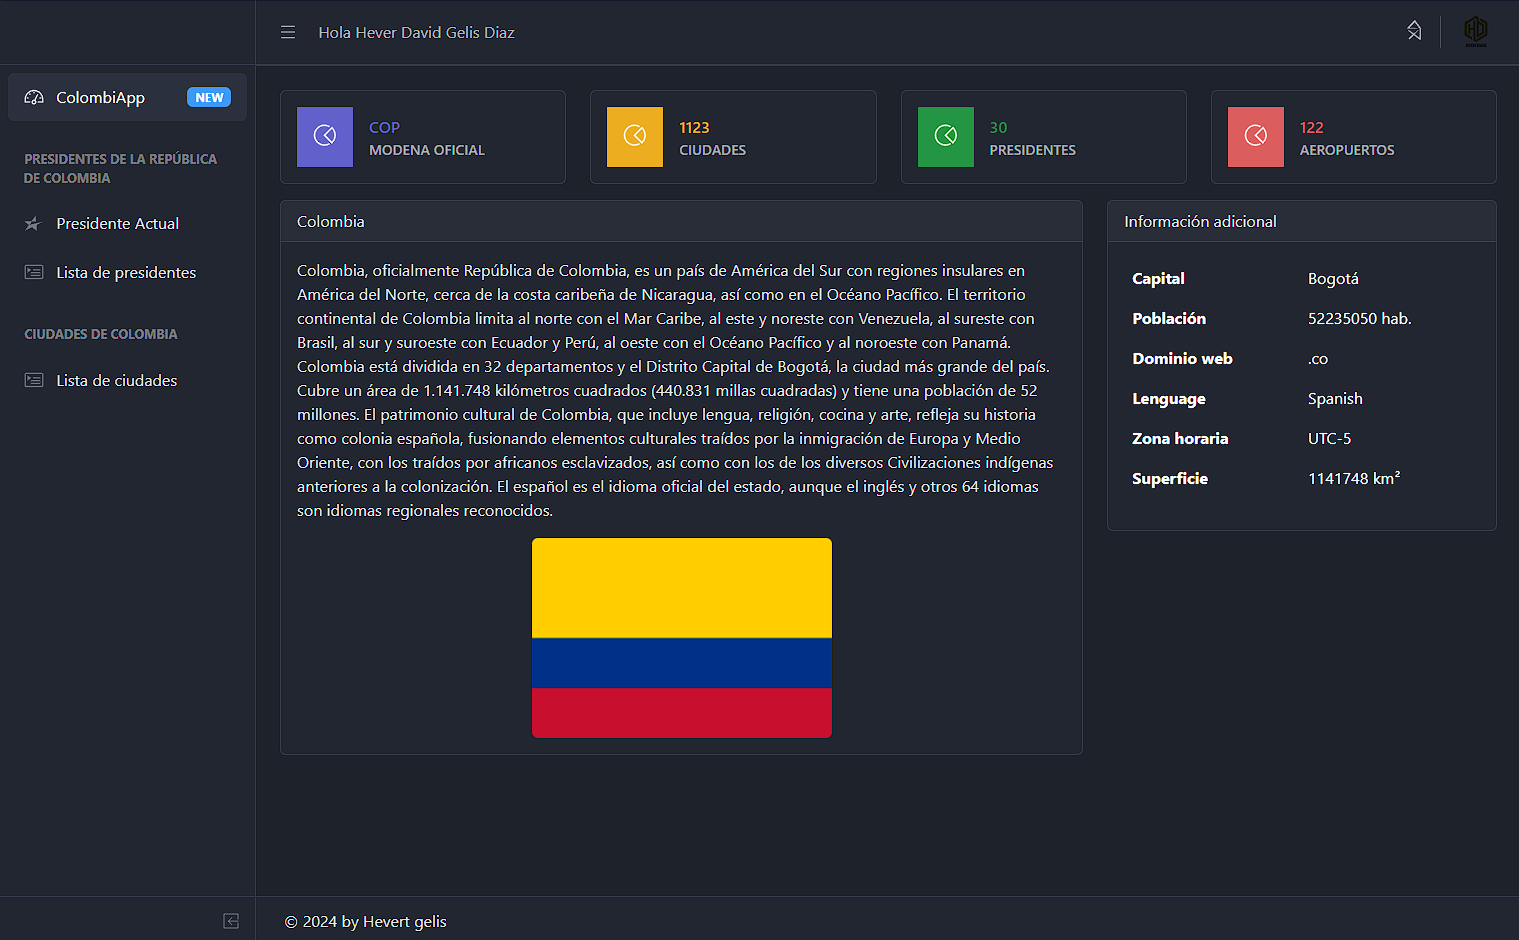 Hola Hever David Gelis Diaz
ColombiApp NEW
PRESIDENTES DE LA REPÚBLICA
DE COLOMBIA
Presidente Actual
Lista de presidentes
CIUDADES DE COLOMBIA
Lista de ciudades
COP
MODENA OFICIAL
1123
CIUDADES
30
PRESIDENTES
122
AEROPUERTOS
Colombia
Colombia, oficialmente República de Colombia, es un país de América del Sur con regiones insulares en
América del Norte, cerca de la costa caribeña de Nicaragua, así como en el Océano Pacífico. El territorio
continental de Colombia limita al norte con el Mar Caribe, al este y noreste con Venezuela, al sureste con
Brasil, al sur y suroeste con Ecuador y Perú, al oeste con el Océano Pacífico y al noroeste con Panamá.
Colombia está dividida en 32 departamentos y el Distrito Capital de Bogotá, la ciudad más grande del país.
Cubre un área de 1.141.748 kilómetros cuadrados (440.831 millas cuadradas) y tiene una población de 52
millones. El patrimonio cultural de Colombia, que incluye lengua, religión, cocina y arte, refleja su historia
como colonia española, fusionando elementos culturales traídos por la inmigración de Europa y Medio
Oriente, con los traídos por africanos esclavizados, así como con los de los diversos Civilizaciones indígenas
anteriores a la colonización. El español es el idioma oficial del estado, aunque el inglés y otros 64 idiomas
son idiomas regionales reconocidos.
Información adicional
Capital Bogotá
Población 52235050 hab.
Dominio web .co
Lenguage Spanish
Zona horaria UTC-5
Superficie 1141748 km²
© 2024 by Hevert gelis